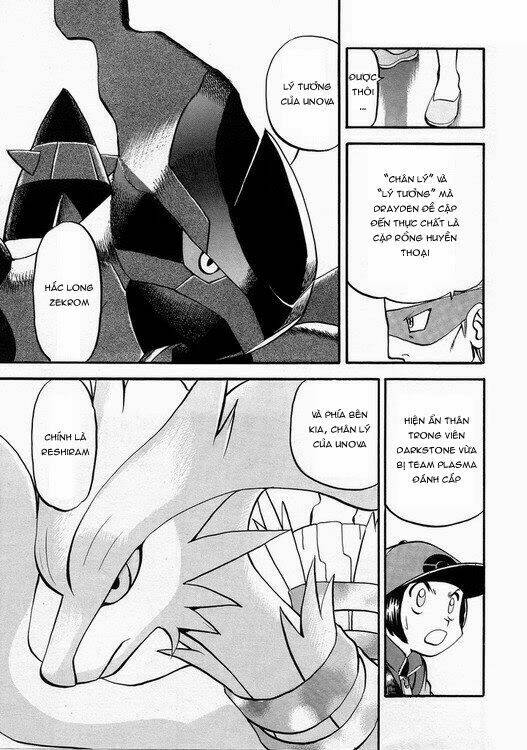 ĐƯỢC
THÔI
...
"CHÂN LÝ" VÀ
"LÝ TƯỞNG" MÀ
DRAYDEN ĐỀ CẬP
ĐẾN THỰC CHẤT LÀ
CẶP RỒNG HUYỀN
THOẠI
LÝ TƯỞNG
CỦA UNOVA
HẮC LONG
ZEKROM
HIỆN ẨN THÂN
TRONG VIÊN
DARKSTONE VỪA
BỊ TEAM PLASMA
ĐÁNH CẮP
VÀ PHÍA BÊN
KIA, CHÂN LÝ
CỦA UNOVA
CHÍNH LÀ
RESHIRAM